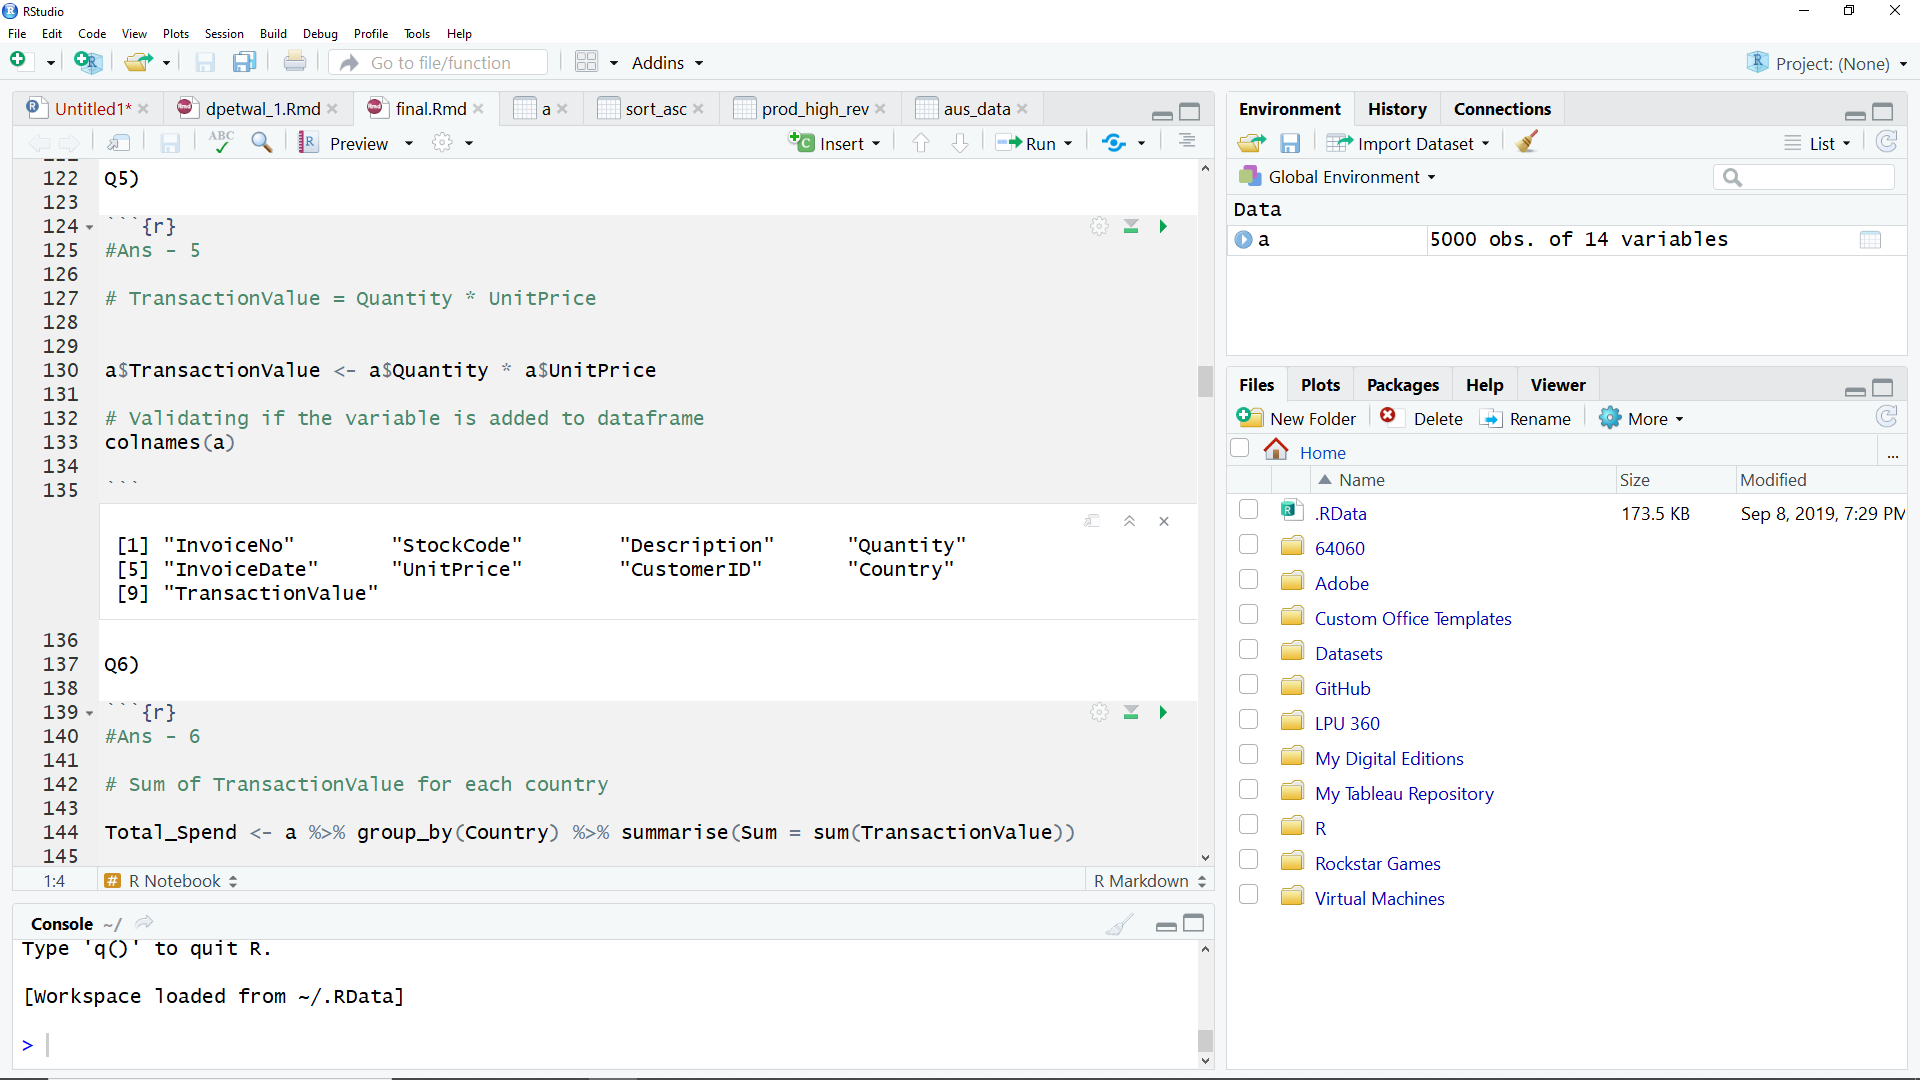 RStudio
File Edit Code View Plots Session Build Debug Profile Tools Help
Go to file/function Addins Project: (None)
Untitled1* dpetwal_1.Rmd final.Rmd a sort_asc prod_high_rev aus_data
ABC Preview Insert Run
122 Q5)
123
124 ```{r}
125 #Ans - 5
126
127 # TransactionValue = Quantity * UnitPrice
128
129
130 a$TransactionValue <- a$Quantity * a$UnitPrice
131
132 # Validating if the variable is added to dataframe
133 colnames(a)
134
135 ```
[1] "InvoiceNo" "StockCode" "Description" "Quantity"
[5] "InvoiceDate" "UnitPrice" "CustomerID" "Country"
[9] "TransactionValue"
136
137 Q6)
138
139 ```{r}
140 #Ans - 6
141
142 # Sum of TransactionValue for each country
143
144 Total_Spend <- a %>% group_by(Country) %>% summarise(Sum = sum(TransactionValue))
145
1:4 # R Notebook R Markdown
Console ~/
Type 'q()' to quit R.
[Workspace loaded from ~/.RData]
>
Environment History Connections
Import Dataset List
Global Environment
Data
a 5000 obs. of 14 variables
Files Plots Packages Help Viewer
New Folder Delete Rename More
Home ...
Name Size Modified
.RData 173.5 KB Sep 8, 2019, 7:29 PM
64060
Adobe
Custom Office Templates
Datasets
GitHub
LPU 360
My Digital Editions
My Tableau Repository
R
Rockstar Games
Virtual Machines